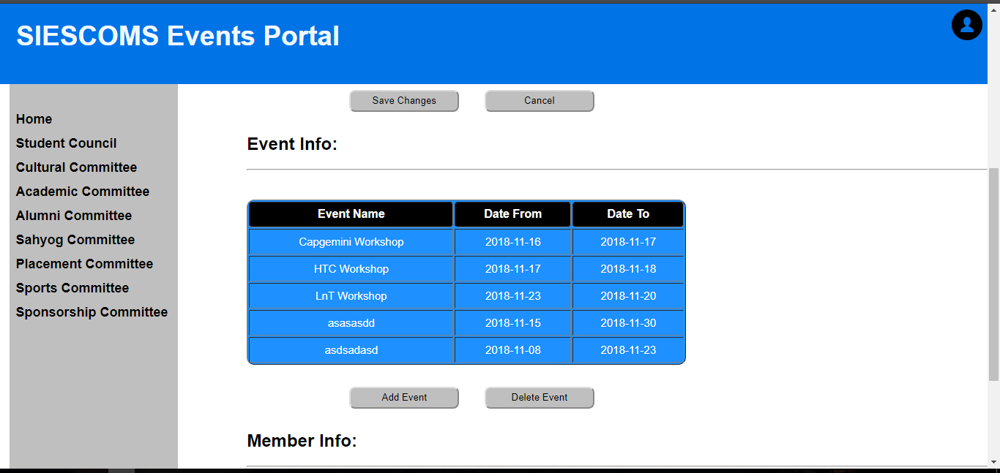 SIESCOMS Events Portal
Home
Student Council
Cultural Committee
Academic Committee
Alumni Committee
Sahyog Committee
Placement Committee
Sports Committee
Sponsorship Committee
Save Changes Cancel
Event Info:
Event Name Date From Date To
Capgemini Workshop 2018-11-16 2018-11-17
HTC Workshop 2018-11-17 2018-11-18
LnT Workshop 2018-11-23 2018-11-20
asasasdd 2018-11-15 2018-11-30
asdsadasd 2018-11-08 2018-11-23
Add Event Delete Event
Member Info: